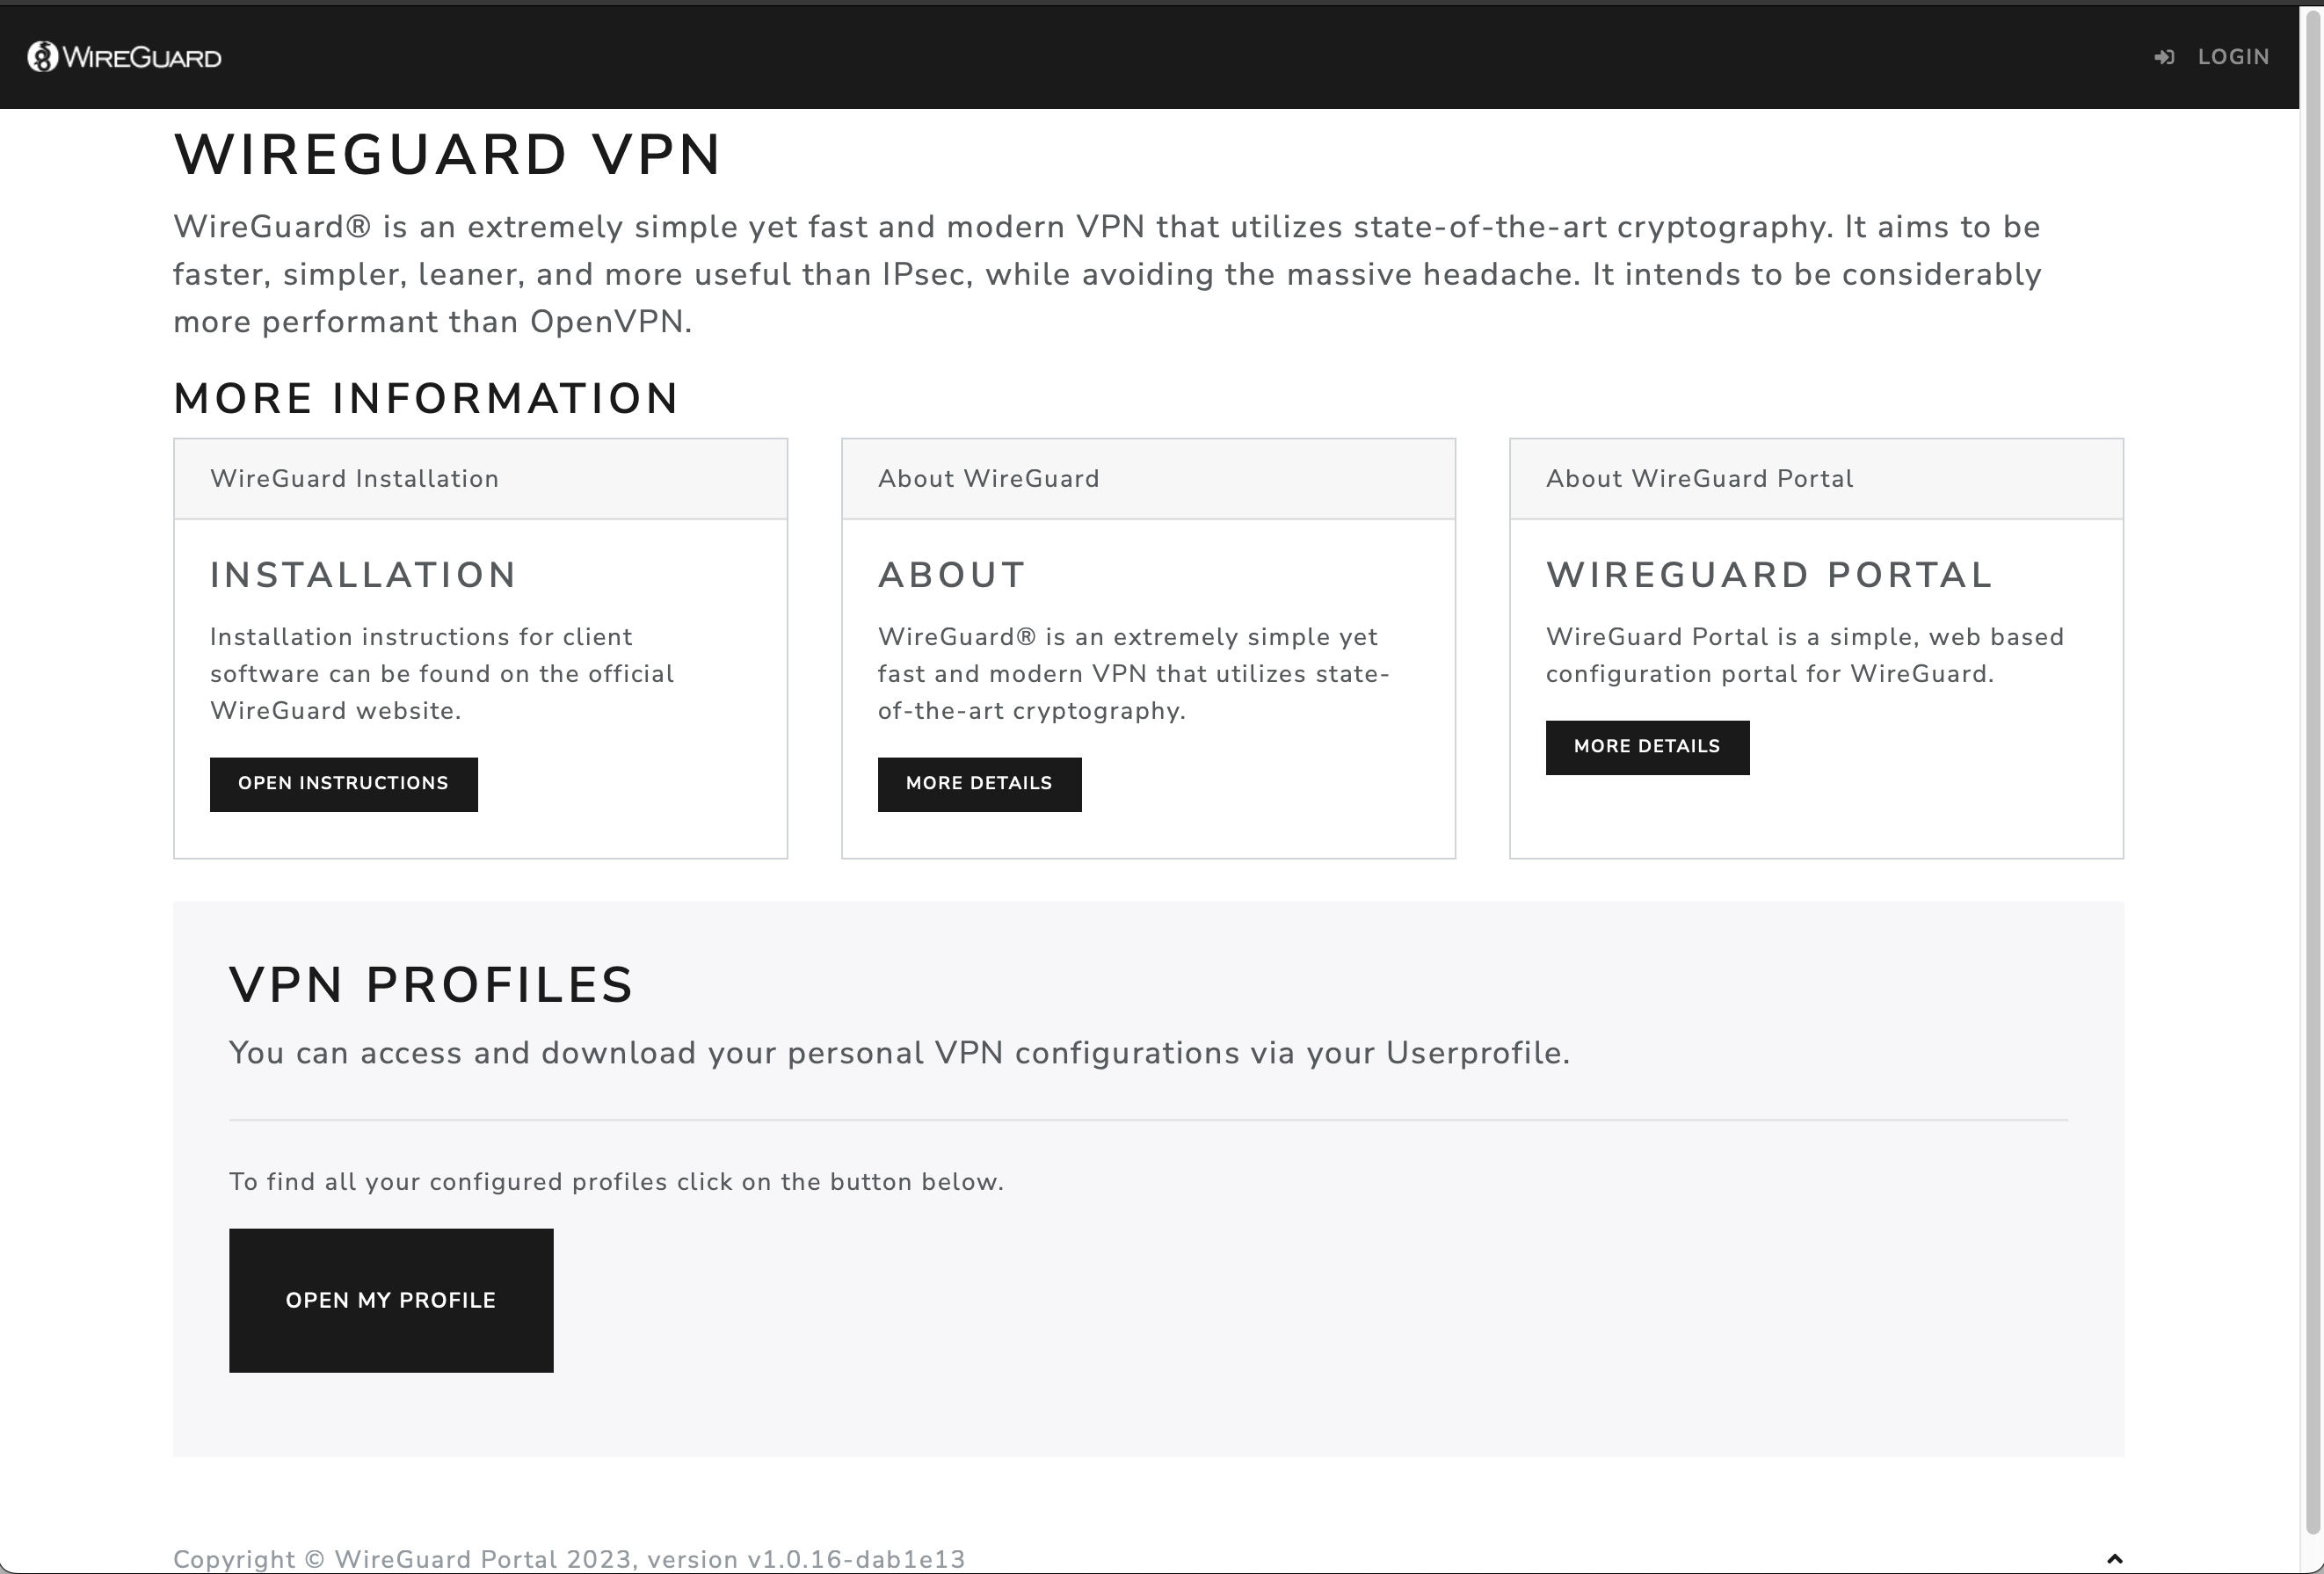 WIREGUARD
LOGIN
WIREGUARD VPN
WireGuard® is an extremely simple yet fast and modern VPN that utilizes state-of-the-art cryptography. It aims to be
faster, simpler, leaner, and more useful than IPsec, while avoiding the massive headache. It intends to be considerably
more performant than OpenVPN.
MORE INFORMATION
WireGuard Installation
INSTALLATION
Installation instructions for client
software can be found on the official
WireGuard website.
OPEN INSTRUCTIONS
About WireGuard
ABOUT
WireGuard® is an extremely simple yet
fast and modern VPN that utilizes state-
of-the-art cryptography.
MORE DETAILS
About WireGuard Portal
WIREGUARD PORTAL
WireGuard Portal is a simple, web based
configuration portal for WireGuard.
MORE DETAILS
VPN PROFILES
You can access and download your personal VPN configurations via your Userprofile.
To find all your configured profiles click on the button below.
OPEN MY PROFILE
Copyright © WireGuard Portal 2023, version v1.0.16-dab1e13